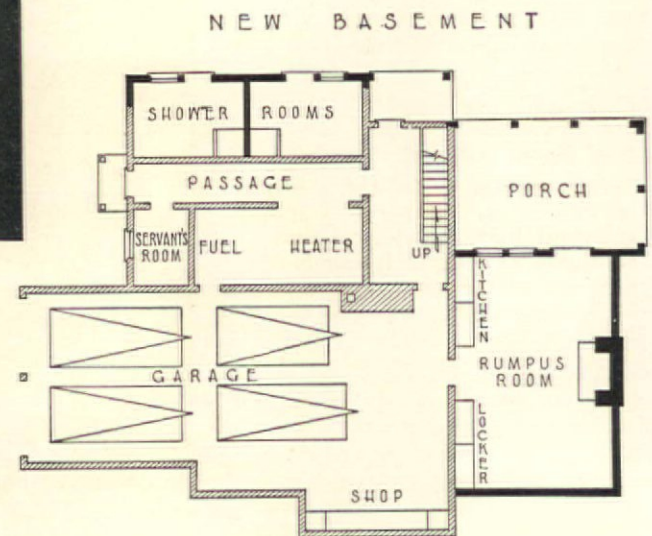 NEW BASEMENT
SHOWER ROOMS
PASSAGE
PORCH
SERVANT'S
ROOM
FUEL HEATER
UP
KITCHEN
RUMPUS
ROOM
GARAGE
LOCKER
SHOP